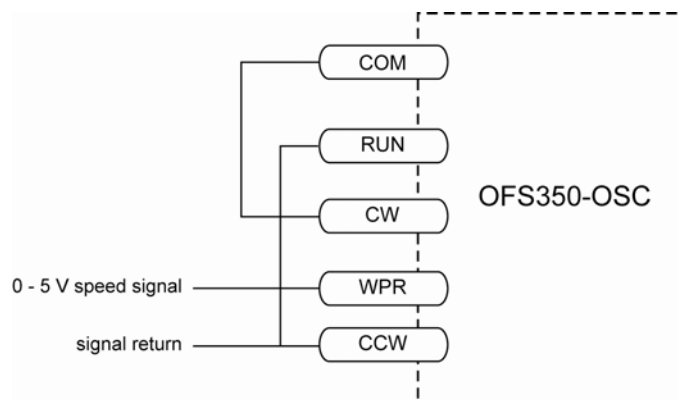 COM
RUN
CW
OFS350-OSC
0 - 5 V speed signal
WPR
signal return
CCW